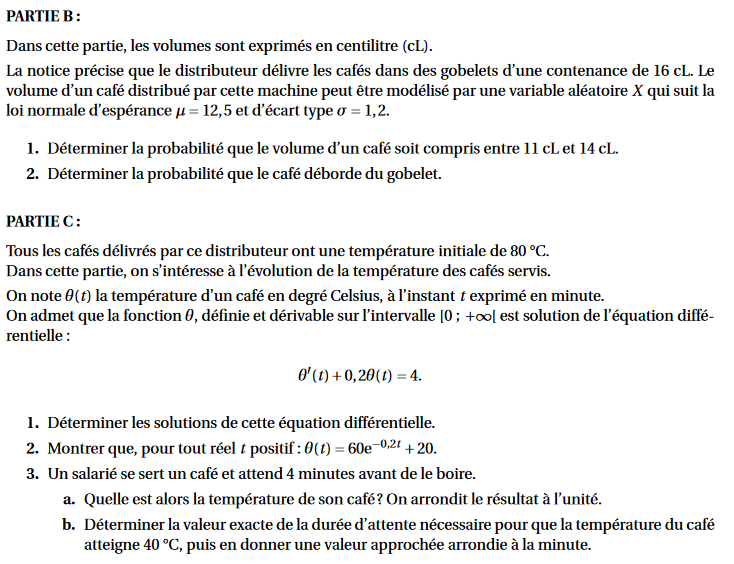 PARTIE B :
Dans cette partie, les volumes sont exprimés en centilitre (cL).
La notice précise que le distributeur délivre les cafés dans des gobelets d’une contenance de 16 cL. Le
volume d’un café distribué par cette machine peut être modélisé par une variable aléatoire X qui suit la
loi normale d’espérance μ = 12,5 et d’écart type σ = 1,2.
1. Déterminer la probabilité que le volume d’un café soit compris entre 11 cL et 14 cL.
2. Déterminer la probabilité que le café déborde du gobelet.
PARTIE C :
Tous les cafés délivrés par ce distributeur ont une température initiale de 80 °C.
Dans cette partie, on s’intéresse à l’évolution de la température des cafés servis.
On note θ(t) la température d’un café en degré Celsius, à l’instant t exprimé en minute.
On admet que la fonction θ, définie et dérivable sur l’intervalle [0 ; +∞[ est solution de l’équation diffé-
rentielle :
θ′(t) + 0,2θ(t) = 4.
1. Déterminer les solutions de cette équation différentielle.
2. Montrer que, pour tout réel t positif : θ(t) = 60e^{−0,2t} + 20.
3. Un salarié se sert un café et attend 4 minutes avant de le boire.
a. Quelle est alors la température de son café ? On arrondit le résultat à l’unité.
b. Déterminer la valeur exacte de la durée d’attente nécessaire pour que la température du café
atteigne 40 °C, puis en donner une valeur approchée arrondie à la minute.